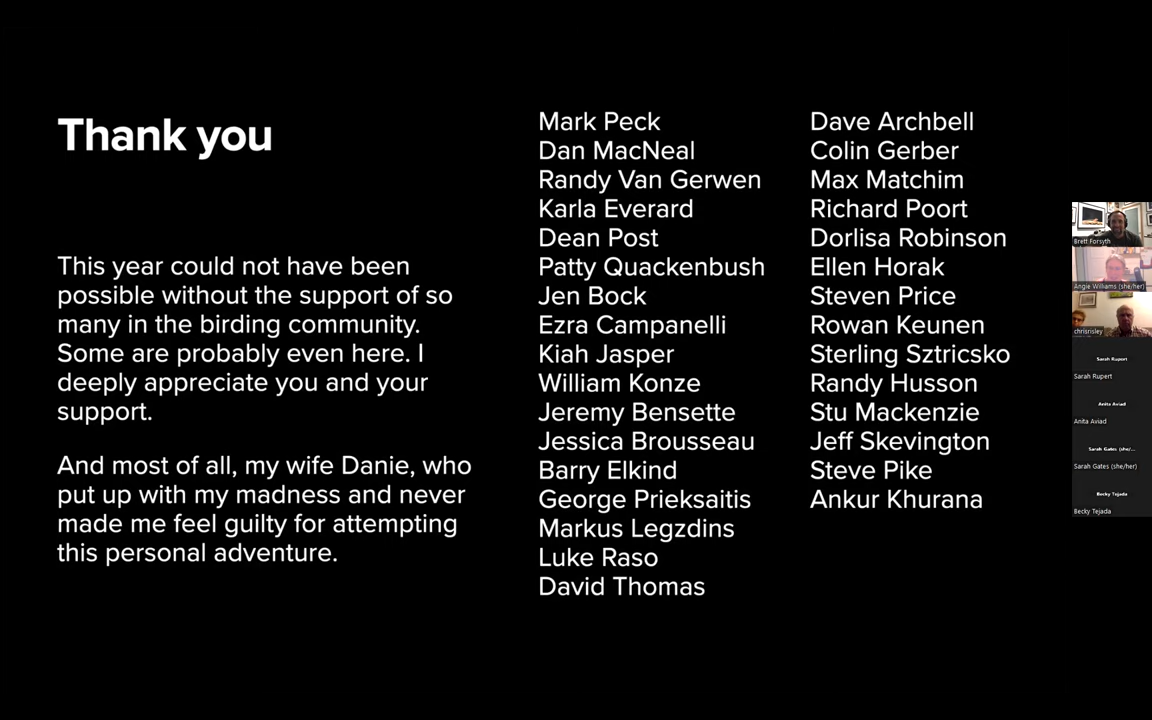 Thank you
This year could not have been
possible without the support of so
many in the birding community.
Some are probably even here. I
deeply appreciate you and your
support.
And most of all, my wife Danie, who
put up with my madness and never
made me feel guilty for attempting
this personal adventure.
Mark Peck
Dan MacNeal
Randy Van Gerwen
Karla Everard
Dean Post
Patty Quackenbush
Jen Bock
Ezra Campanelli
Kiah Jasper
William Konze
Jeremy Bensette
Jessica Brousseau
Barry Elkind
George Prieksaitis
Markus Legzdins
Luke Raso
David Thomas
Dave Archbell
Colin Gerber
Max Matchim
Richard Poort
Dorlisa Robinson
Ellen Horak
Steven Price
Rowan Keunen
Sterling Sztricsko
Randy Husson
Stu Mackenzie
Jeff Skevington
Steve Pike
Ankur Khurana
Brett Forsyth
Angie Williams (she/her)
chrisrisley
Sarah Rupert
Sarah Rupert
Anita Aviad
Anita Aviad
Sarah Gates (she/...
Sarah Gates (she/her)
Becky Tejada
Becky Tejada